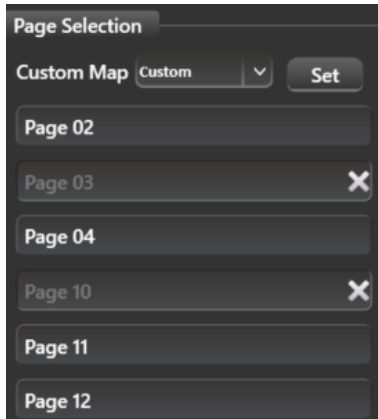 Page Selection
Custom Map Custom Set
Page 02
Page 03
Page 04
Page 10
Page 11
Page 12